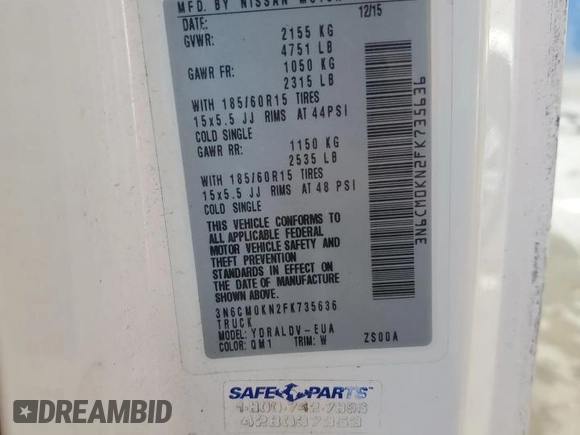 MFD. BY NISSAN MOTOR
DATE: 12/15
GVWR: 2155 KG
4751 LB
GAWR FR: 1050 KG
2315 LB
WITH 185/60R15 TIRES
15x5.5 JJ RIMS AT 44PSI
COLD SINGLE
GAWR RR: 1150 KG
2535 LB
WITH 185/60R15 TIRES
15x5.5 JJ RIMS AT 48 PSI
COLD SINGLE
THIS VEHICLE CONFORMS TO
ALL APPLICABLE FEDERAL
MOTOR VEHICLE SAFETY AND
THEFT PREVENTION
STANDARDS IN EFFECT ON
THE DATE OF MANUFACTURE
SHOWN ABOVE.
3N6CM0KN2FK735636
TRUCK
MODEL: YDRALDV-EUA
COLOR: QM1 TRIM: W ZS00A
3N6CM0KN2FK735636
SAFE PARTS
DREAMBID